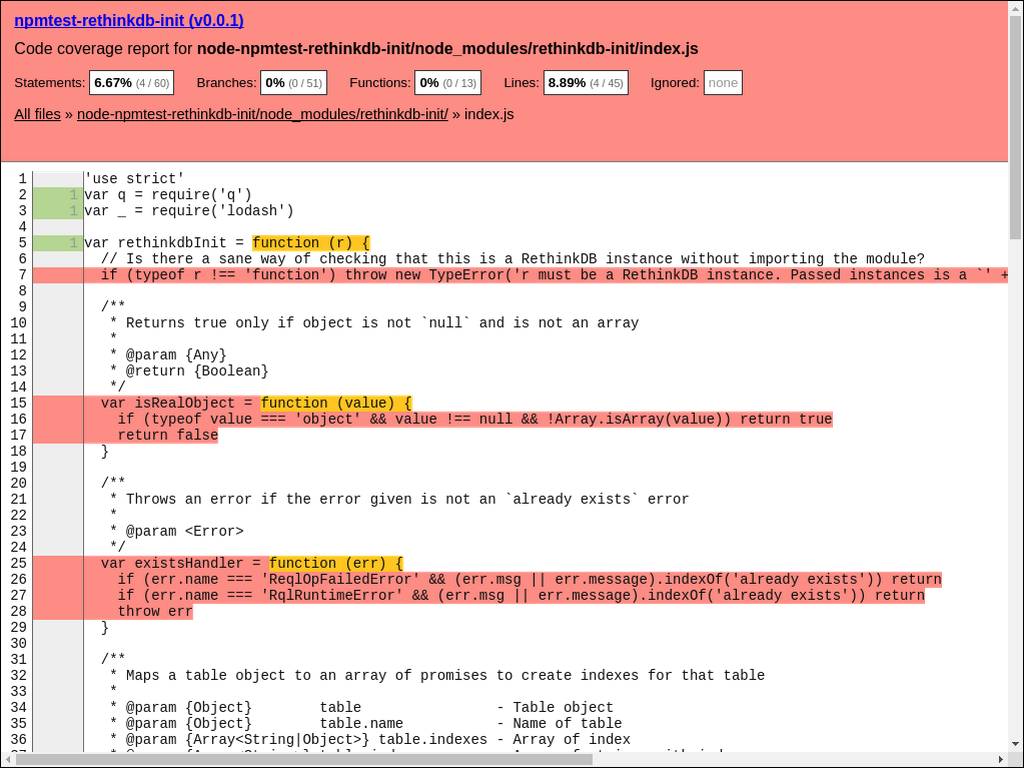 npmtest-rethinkdb-init (v0.0.1)
Code coverage report for node-npmtest-rethinkdb-init/node_modules/rethinkdb-init/index.js
Statements: 6.67% (4 / 60) Branches: 0% (0 / 51) Functions: 0% (0 / 13) Lines: 8.89% (4 / 45) Ignored: none
All files » node-npmtest-rethinkdb-init/node_modules/rethinkdb-init/ » index.js
1 'use strict'
2 1 var q = require('q')
3 1 var _ = require('lodash')
4
5 1 var rethinkdbInit = function (r) {
6 // Is there a sane way of checking that this is a RethinkDB instance without importing the module?
7 if (typeof r !== 'function') throw new TypeError('r must be a RethinkDB instance. Passed instances is a `' +
8
9 /**
10 * Returns true only if object is not `null` and is not an array
11 *
12 * @param {Any}
13 * @return {Boolean}
14 */
15 var isRealObject = function (value) {
16 if (typeof value === 'object' && value !== null && !Array.isArray(value)) return true
17 return false
18 }
19
20 /**
21 * Throws an error if the error given is not an `already exists` error
22 *
23 * @param <Error>
24 */
25 var existsHandler = function (err) {
26 if (err.name === 'ReqlOpFailedError' && (err.msg || err.message).indexOf('already exists')) return
27 if (err.name === 'RqlRuntimeError' && (err.msg || err.message).indexOf('already exists')) return
28 throw err
29 }
30
31 /**
32 * Maps a table object to an array of promises to create indexes for that table
33 *
34 * @param {Object} table - Table object
35 * @param {Object} table.name - Name of table
36 * @param {Array<String|Object>} table.indexes - Array of index